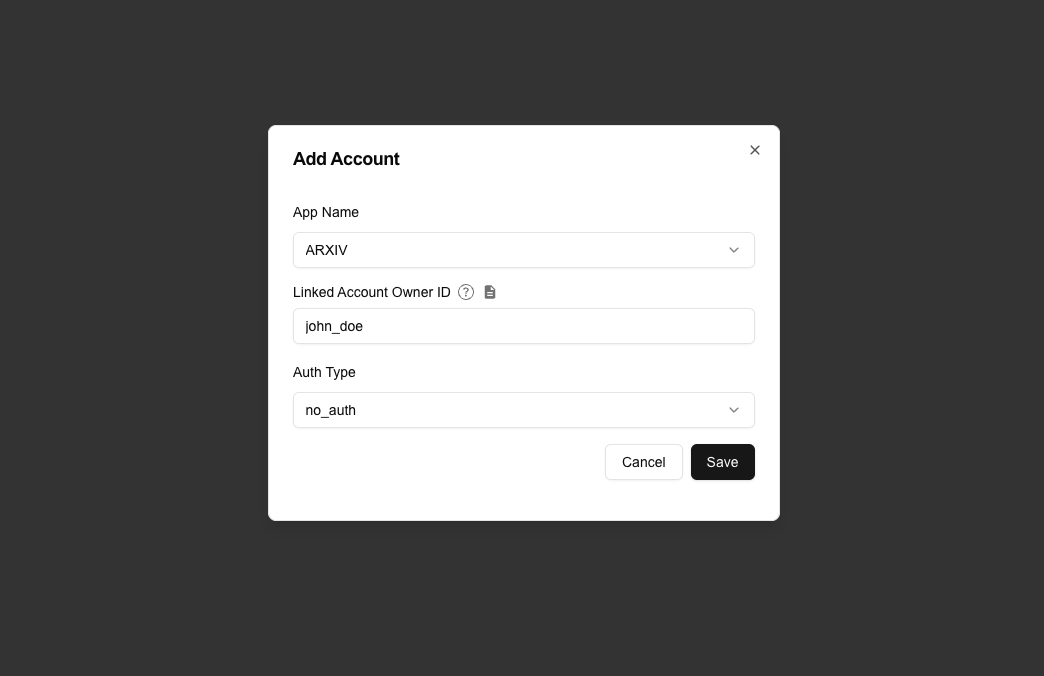 Add Account
App Name
ARXIV
Linked Account Owner ID ?
john_doe
Auth Type
no_auth
Cancel Save